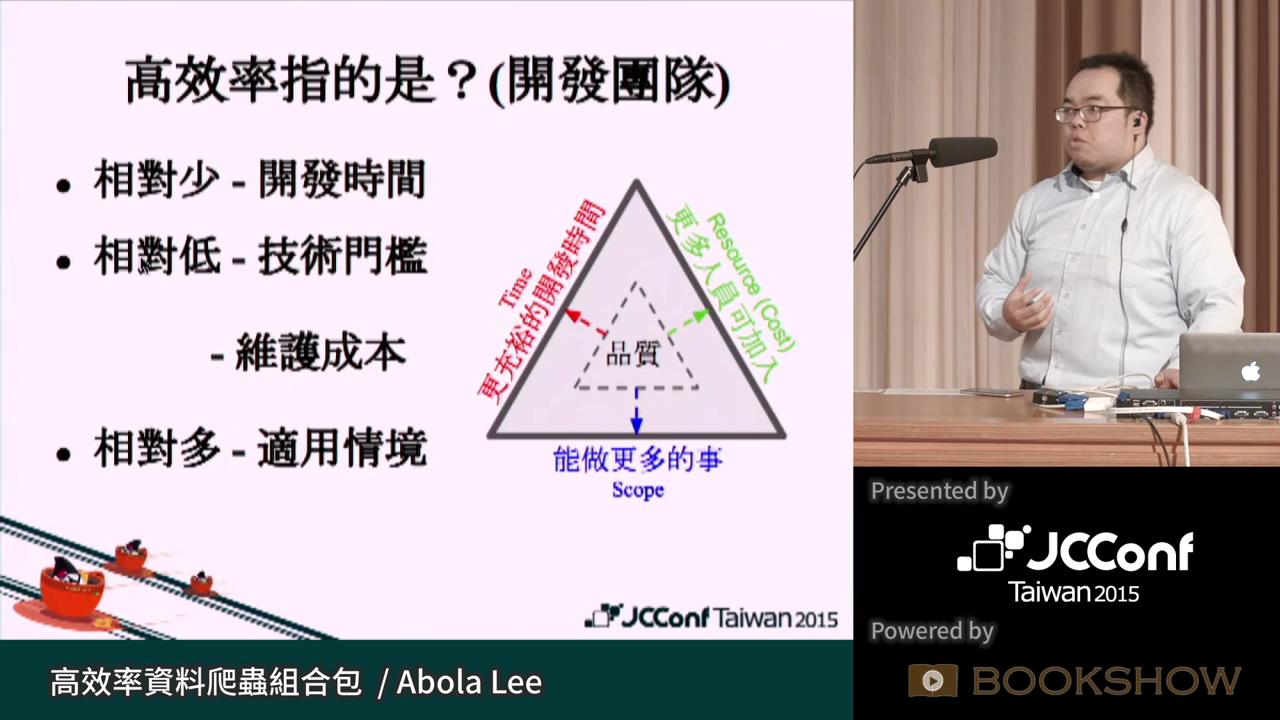 高效率指的是？(開發團隊)
• 相對少 - 開發時間
• 相對低 - 技術門檻
- 維護成本
• 相對多 - 適用情境
Time
更充裕的開發時間
Resource (Cost)
更多人員可加入
品質
能做更多的事
Scope
JCConf Taiwan 2015
高效率資料爬蟲組合包 / Abola Lee
Presented by
JCConf
Taiwan 2015
Powered by
BOOKSHOW